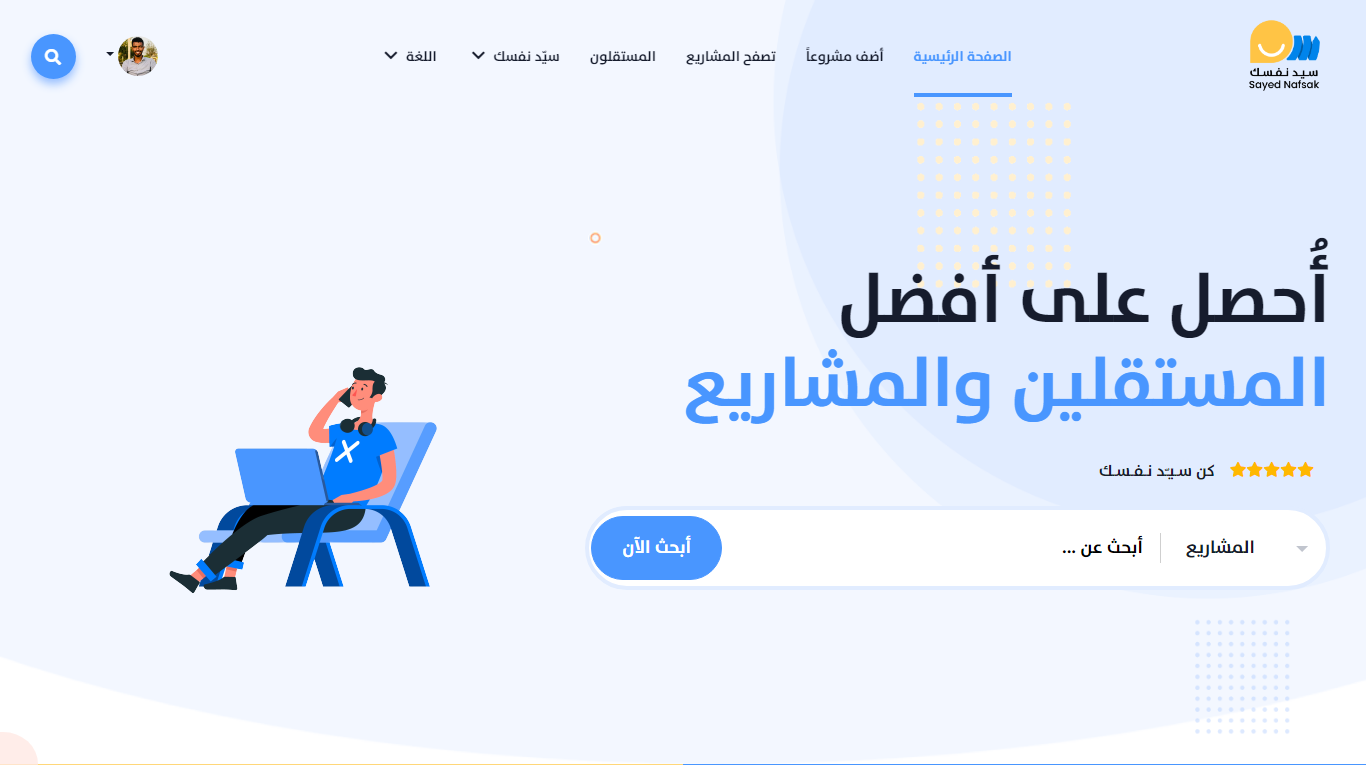 سيد نفسك
Sayed Nafsak
الصفحة الرئيسية
أضف مشروعاً
تصفح المشاريع
المستقلون
سيّد نفسك
اللغة
أُحصل على أفضل
المستقلين والمشاريع
كن سيّد نفسك
المشاريع
أبحث عن ...
أبحث الآن